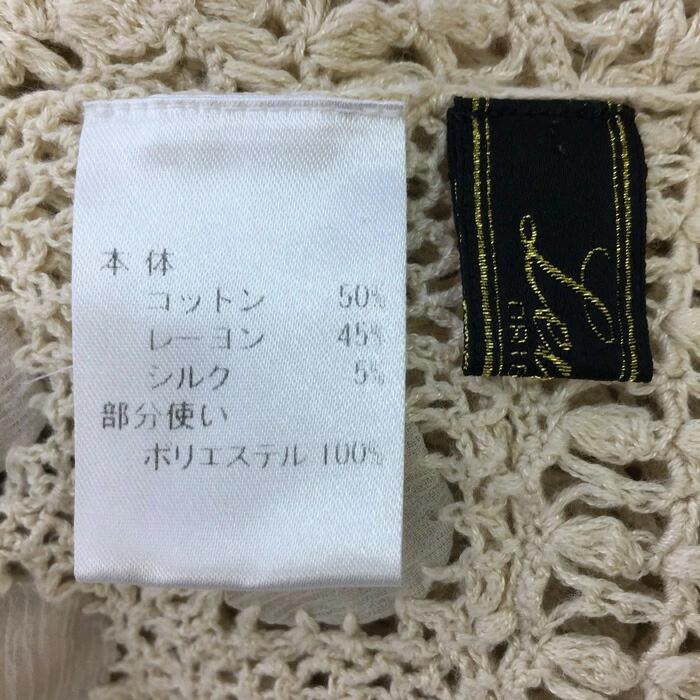 本体
コットン 50%
レーヨン 45%
シルク 5%
部分使い
ポリエステル 100%